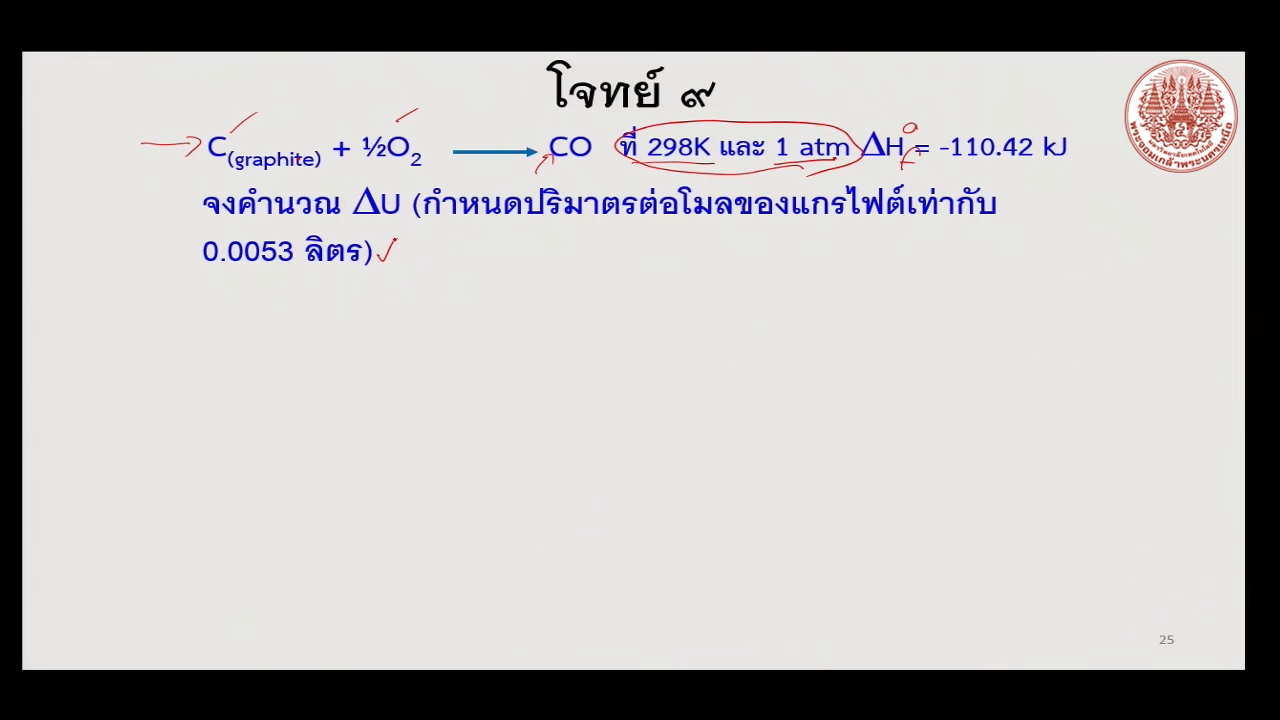 โจทย์ ๙
C(graphite) + ½O2 → CO ที่ 298K และ 1 atm ΔH°f = -110.42 kJ
จงคำนวณ ΔU (กำหนดปริมาตรต่อโมลของแกรไฟต์เท่ากับ
0.0053 ลิตร)
25